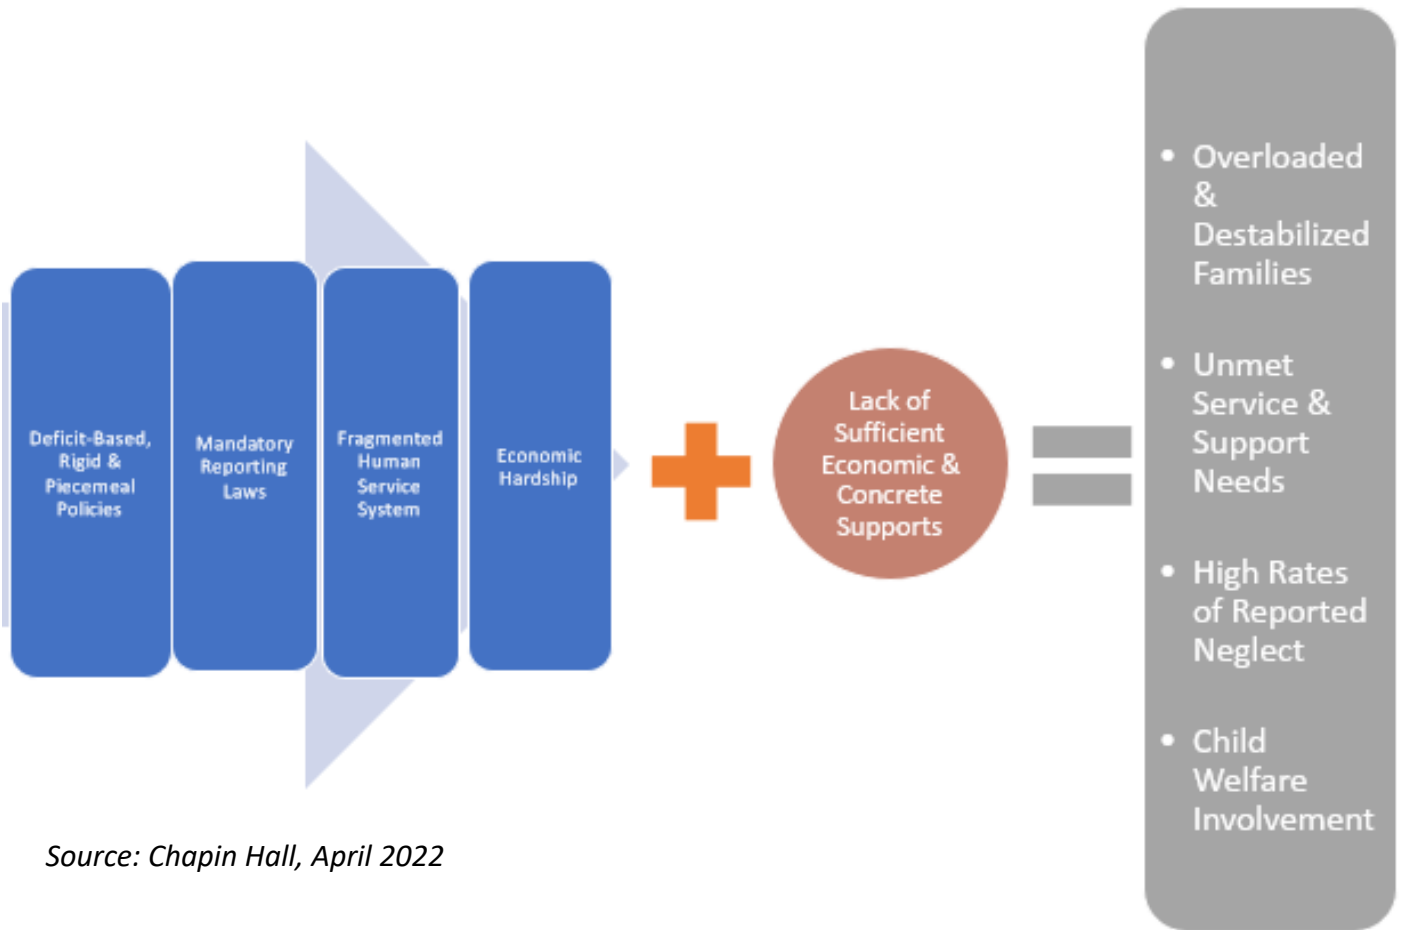 Deficit-Based,
Rigid &
Piecemeal
Policies
Mandatory
Reporting
Laws
Fragmented
Human
Service
System
Economic
Hardship
Lack of
Sufficient
Economic &
Concrete
Supports
• Overloaded
&
Destabilized
Families
• Unmet
Service &
Support
Needs
• High Rates
of Reported
Neglect
• Child
Welfare
Involvement
Source: Chapin Hall, April 2022